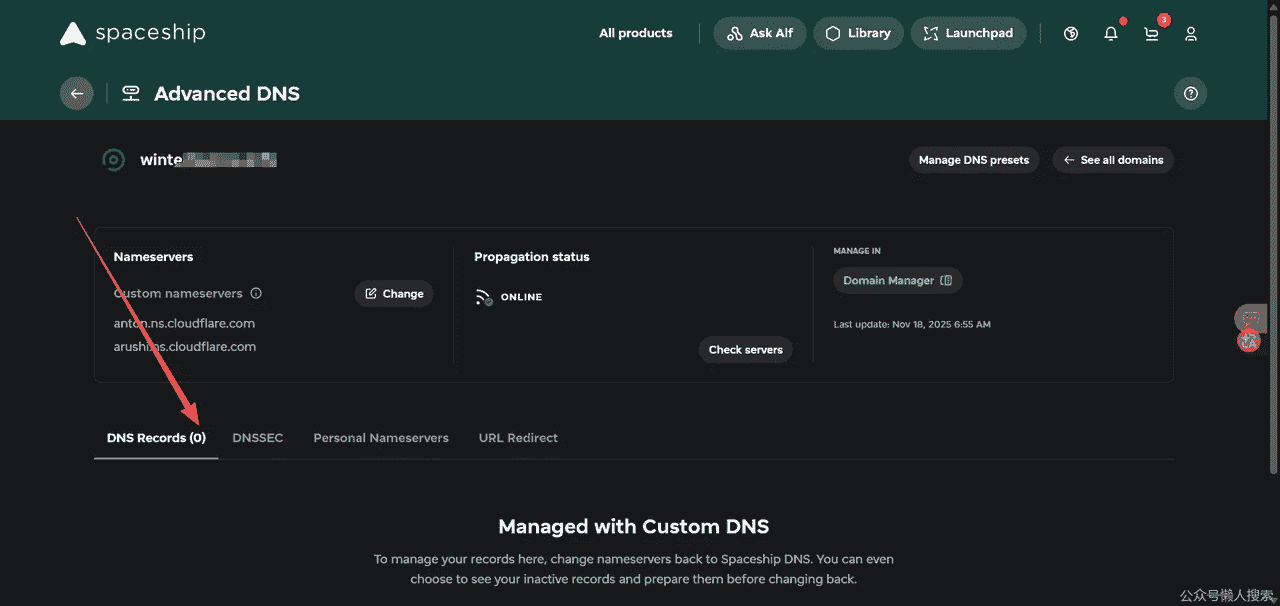 spaceship
All products
Ask Alf
Library
Launchpad
3
Advanced DNS
winte
Manage DNS presets
← See all domains
Nameservers
Custom nameservers
Change
anton.ns.cloudflare.com
arushi.ns.cloudflare.com
Propagation status
ONLINE
Check servers
MANAGE IN
Domain Manager
Last update: Nov 18, 2025 6:55 AM
DNS Records (0)
DNSSEC
Personal Nameservers
URL Redirect
Managed with Custom DNS
To manage your records here, change nameservers back to Spaceship DNS. You can even
choose to see your inactive records and prepare them before changing back.
公众号懒人搜索